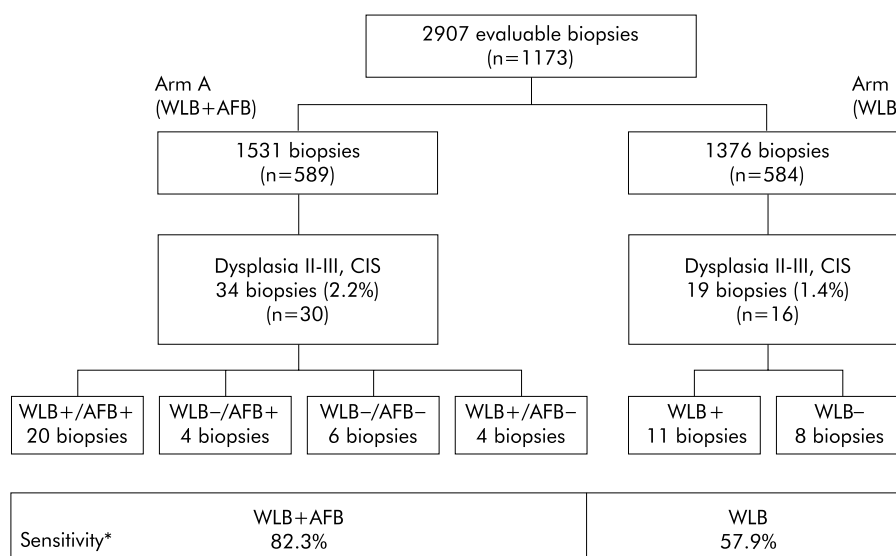 2907 evaluable biopsies
(n=1173)
Arm A
(WLB+AFB)
Arm
(WLB
1531 biopsies
(n=589)
1376 biopsies
(n=584)
Dysplasia II-III, CIS
34 biopsies (2.2%)
(n=30)
Dysplasia II-III, CIS
19 biopsies (1.4%)
(n=16)
WLB+/AFB+
20 biopsies
WLB–/AFB+
4 biopsies
WLB–/AFB–
6 biopsies
WLB+/AFB–
4 biopsies
WLB+
11 biopsies
WLB–
8 biopsies
WLB+AFB
WLB
Sensitivity* 82.3% 57.9%